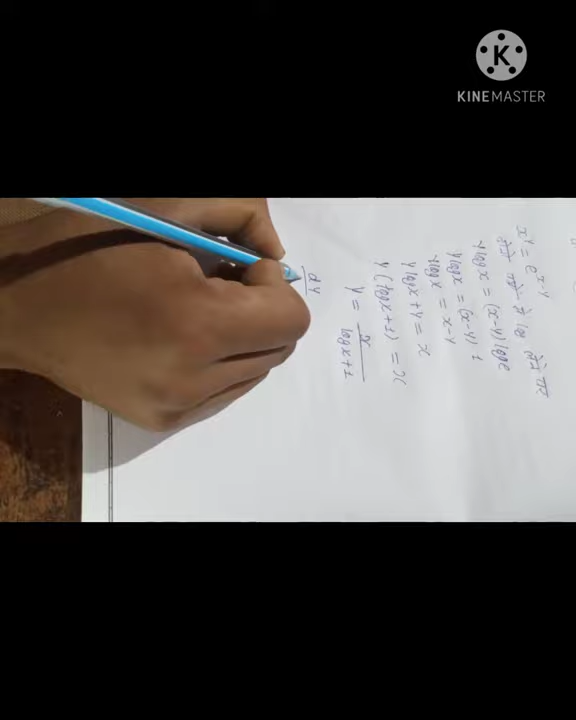 KINEMASTER
x^y = e^x-y
y log x = (x-y) log e
y log x = (x-y) 1
y log x = x-y
y log x + y = x
y (log x + 1) = x
y = x / log x + 1
dy